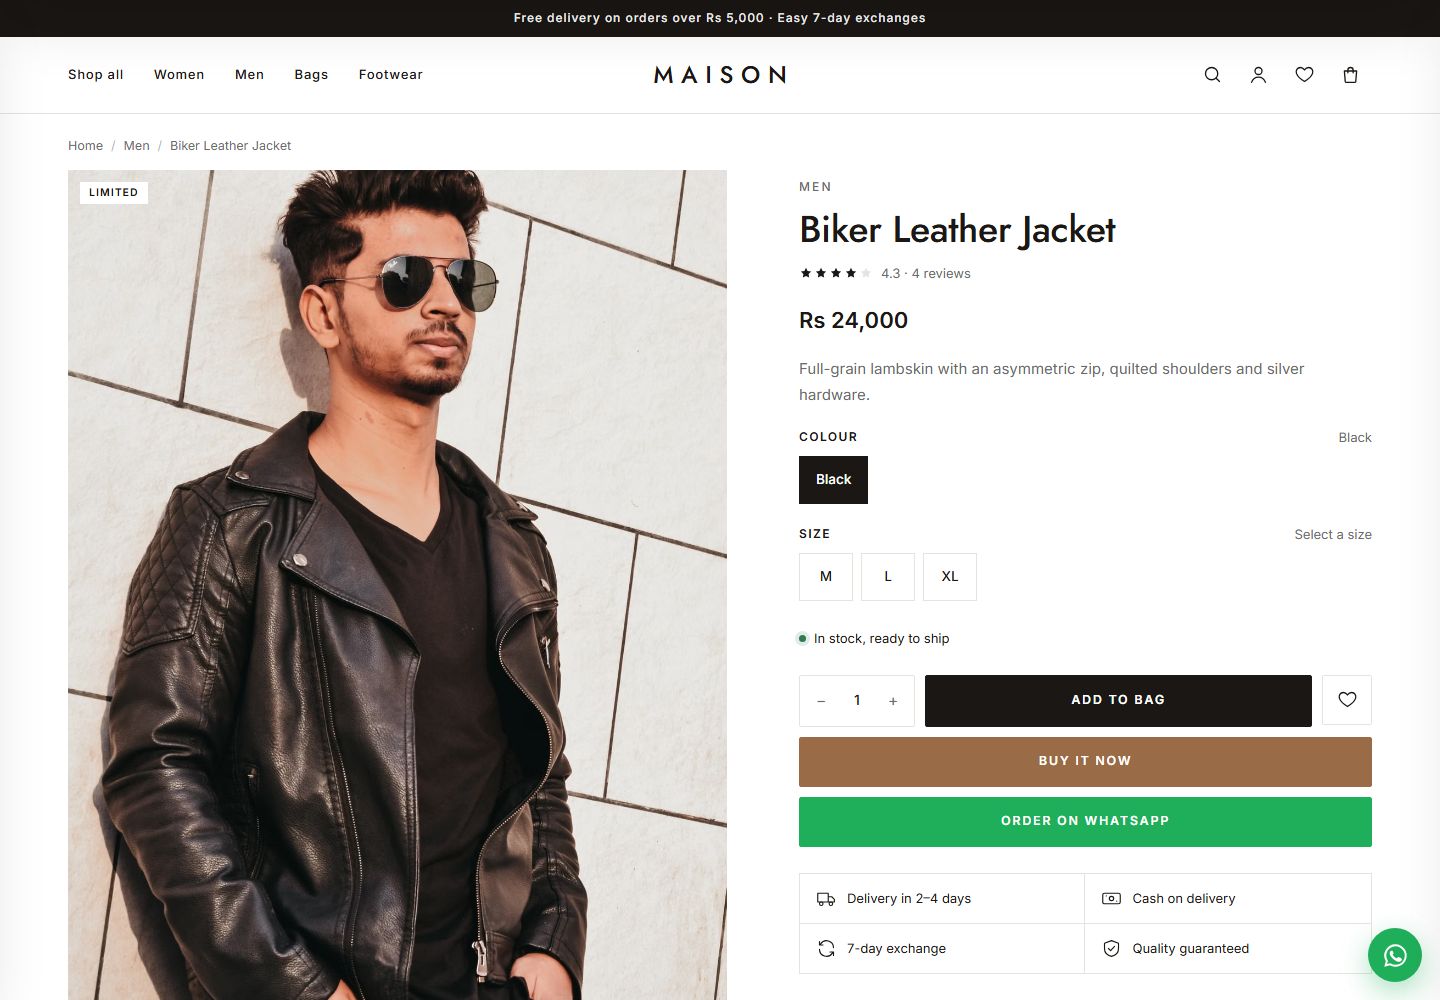 Free delivery on orders over Rs 5,000 · Easy 7-day exchanges
Shop all Women Men Bags Footwear
MAISON
Home / Men / Biker Leather Jacket
LIMITED
MEN
Biker Leather Jacket
4.3 · 4 reviews
Rs 24,000
Full-grain lambskin with an asymmetric zip, quilted shoulders and silver
hardware.
COLOUR Black
Black
SIZE Select a size
M L XL
In stock, ready to ship
− 1 + ADD TO BAG
BUY IT NOW
ORDER ON WHATSAPP
Delivery in 2–4 days Cash on delivery
7-day exchange Quality guaranteed